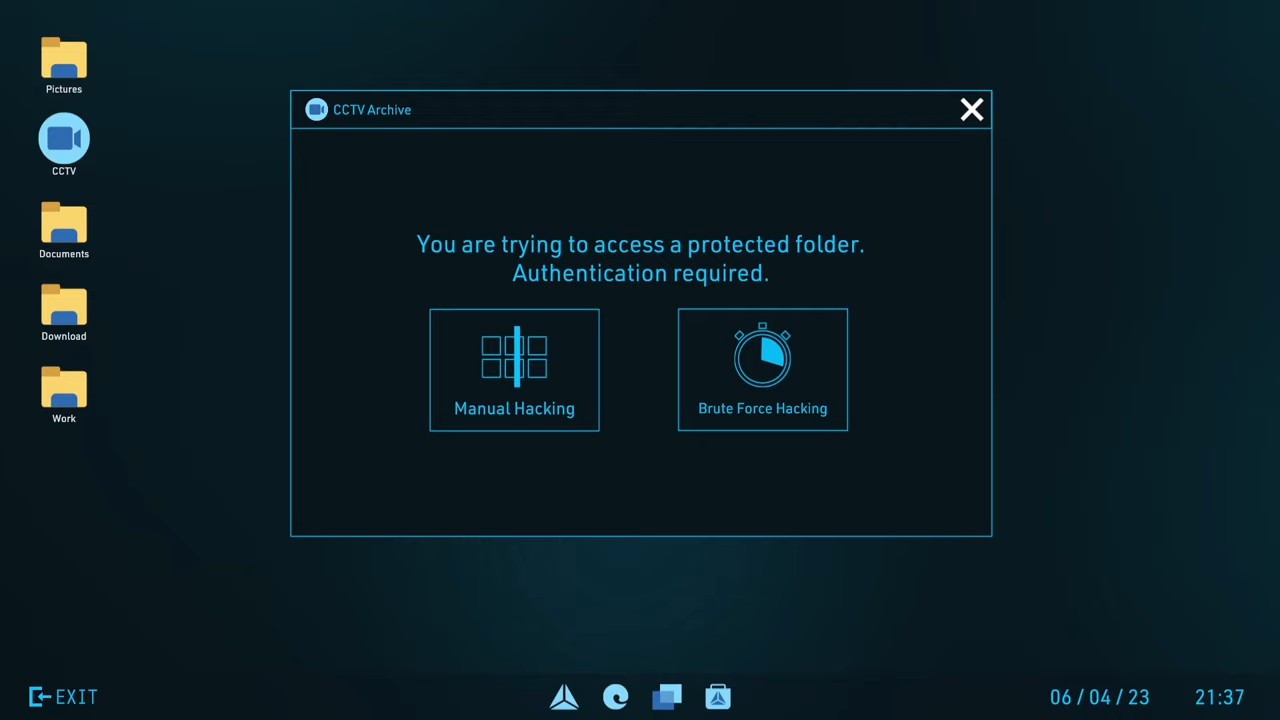 Pictures
CCTV
Documents
Download
Work
CCTV Archive
You are trying to access a protected folder.
Authentication required.
Manual Hacking
Brute Force Hacking
EXIT
06 / 04 / 23
21:37